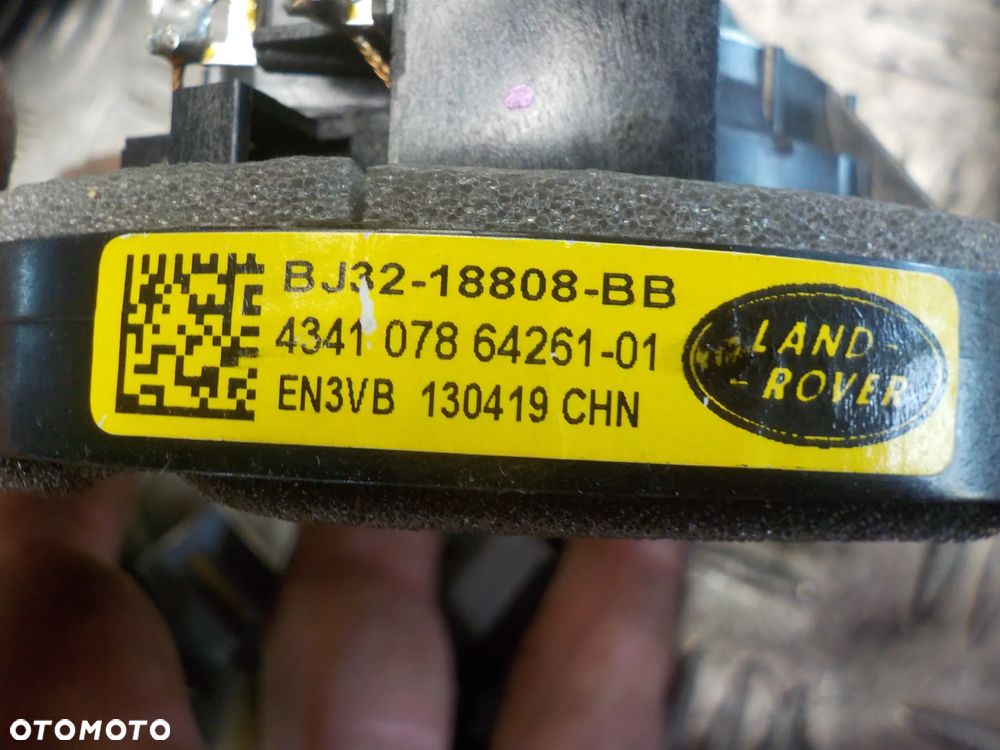 BJ32-18808-BB
4341 078 64261-01
EN3VB 130419 CHN
LAND-
-ROVER
OTOMOTO